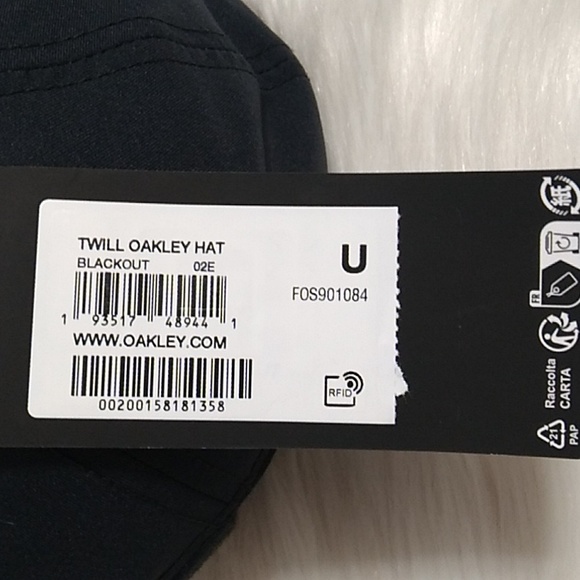 TWILL OAKLEY HAT
BLACKOUT 02E
U
FOS901084
1 93517 48944 1
WWW.OAKLEY.COM
00200158181358
RFID
紙
FR
Raccolta
CARTA
21
PAP